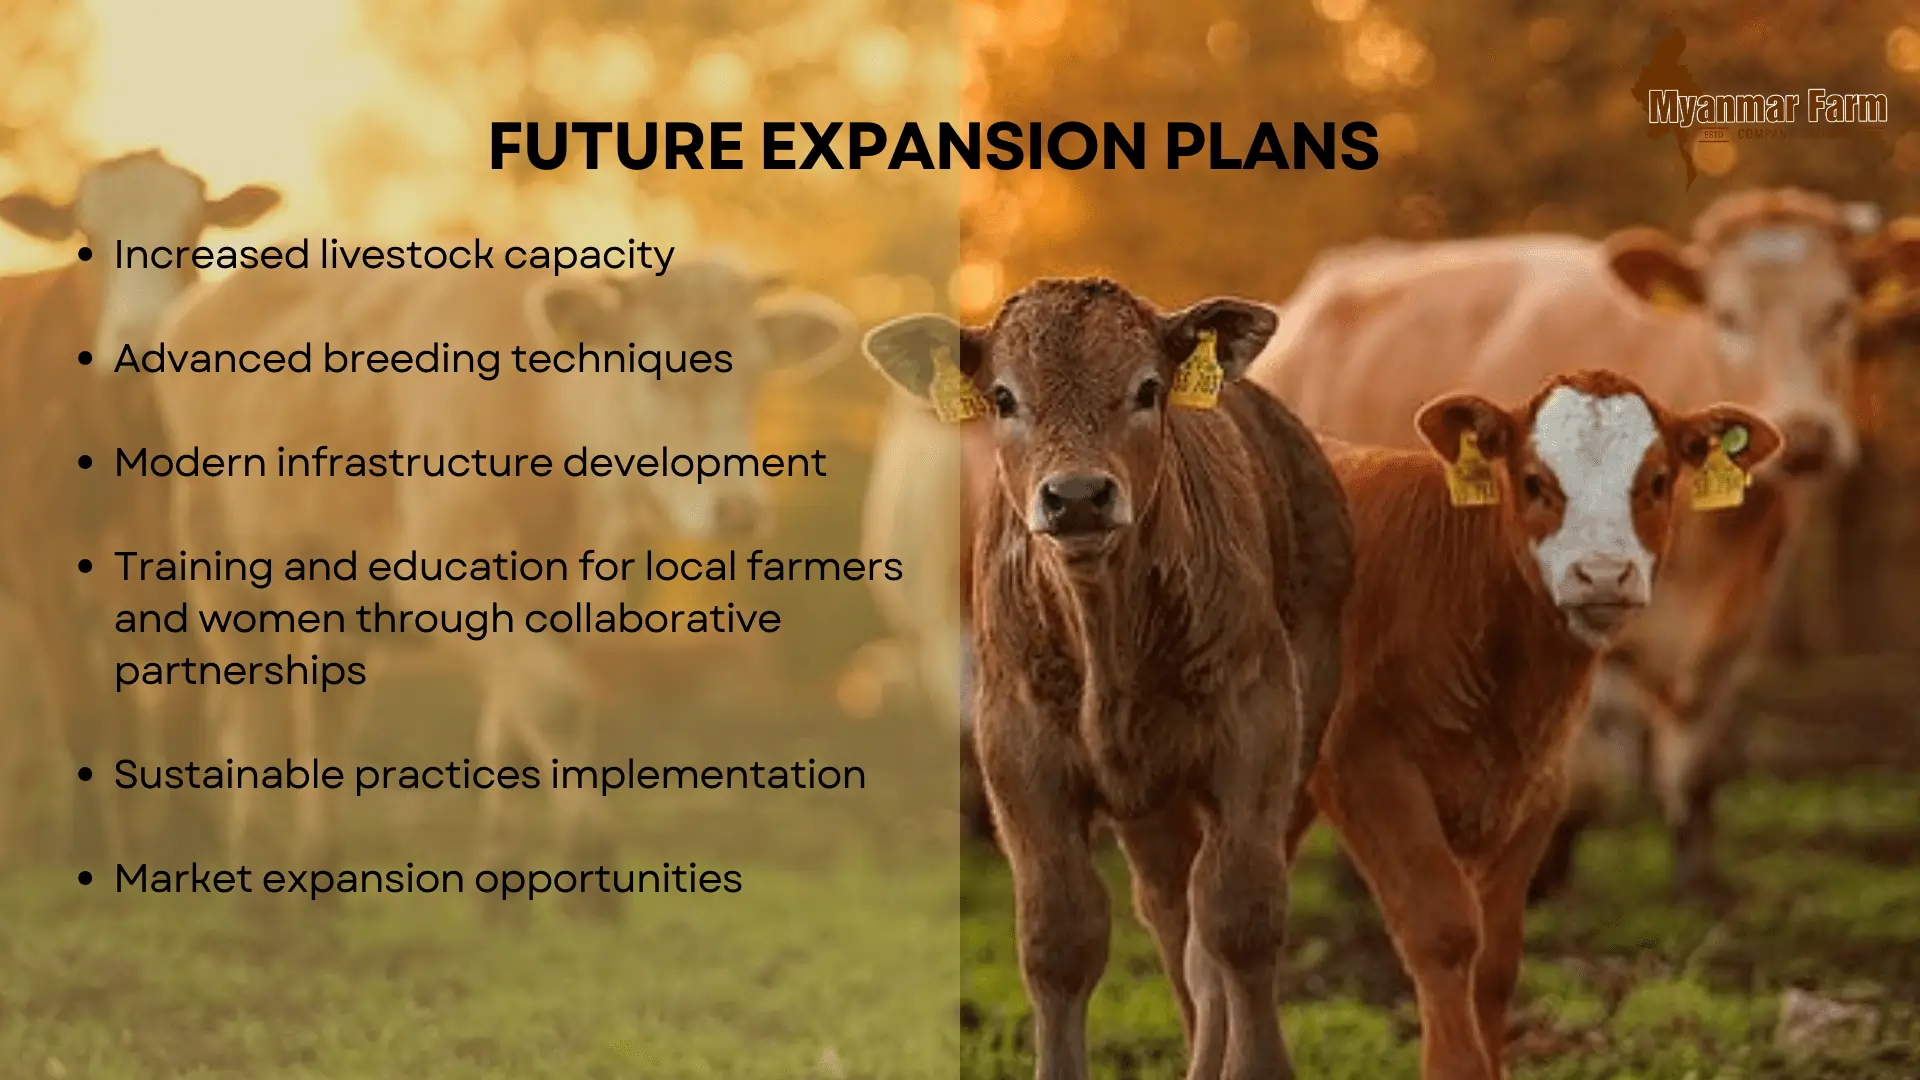 Myanmar Farm
ESTD
FUTURE EXPANSION PLANS
• Increased livestock capacity
• Advanced breeding techniques
• Modern infrastructure development
• Training and education for local farmers
and women through collaborative
partnerships
• Sustainable practices implementation
• Market expansion opportunities